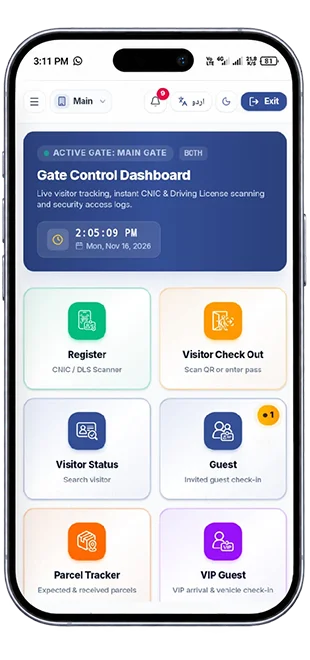 3:11 PM
81
Main
9
اردو
Exit
ACTIVE GATE: MAIN GATE BOTH
Gate Control Dashboard
Live visitor tracking, instant CNIC & Driving License scanning
and security access logs.
2:05:09 PM
Mon, Nov 16, 2026
Register
CNIC / DLS Scanner
Visitor Check Out
Scan QR or enter pass
Visitor Status
Search visitor
1
Guest
Invited guest check-in
Parcel Tracker
Expected & received parcels
VIP
VIP Guest
VIP arrival & vehicle check-in